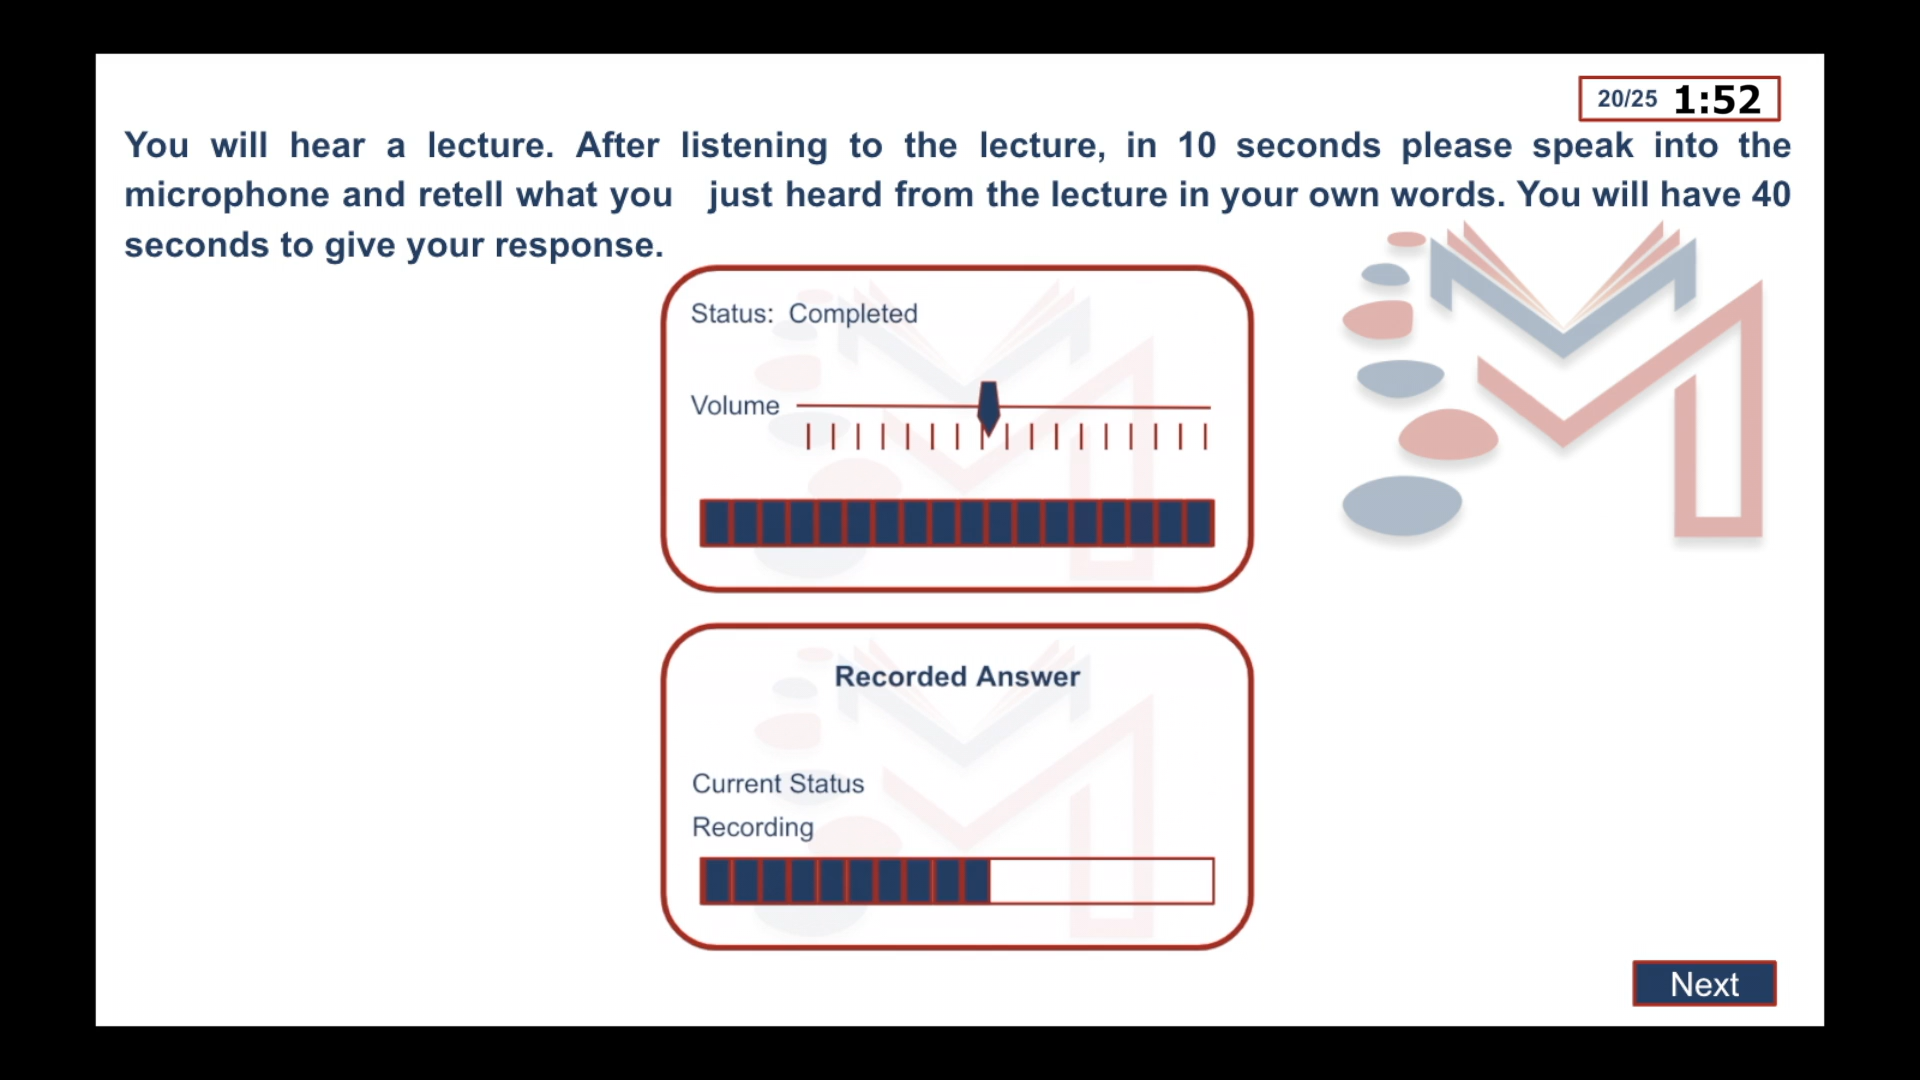 20/25 1:52
You will hear a lecture. After listening to the lecture, in 10 seconds please speak into the
microphone and retell what you just heard from the lecture in your own words. You will have 40
seconds to give your response.
Status: Completed
Volume
Recorded Answer
Current Status
Recording
Next